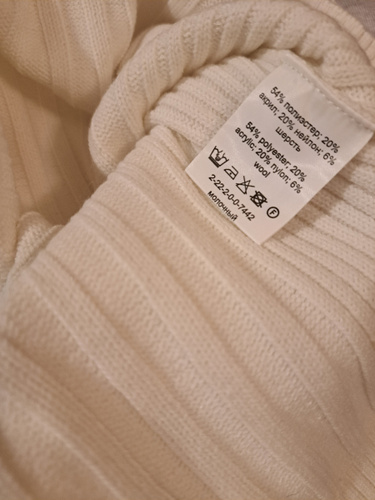 54% полиэстер; 20%
акрил; 20% нейлон; 6%
шерсть
54% polyester; 20%
acrylic; 20% nylon; 6%
wool
F
2-22-2-0-0-7442
молочный